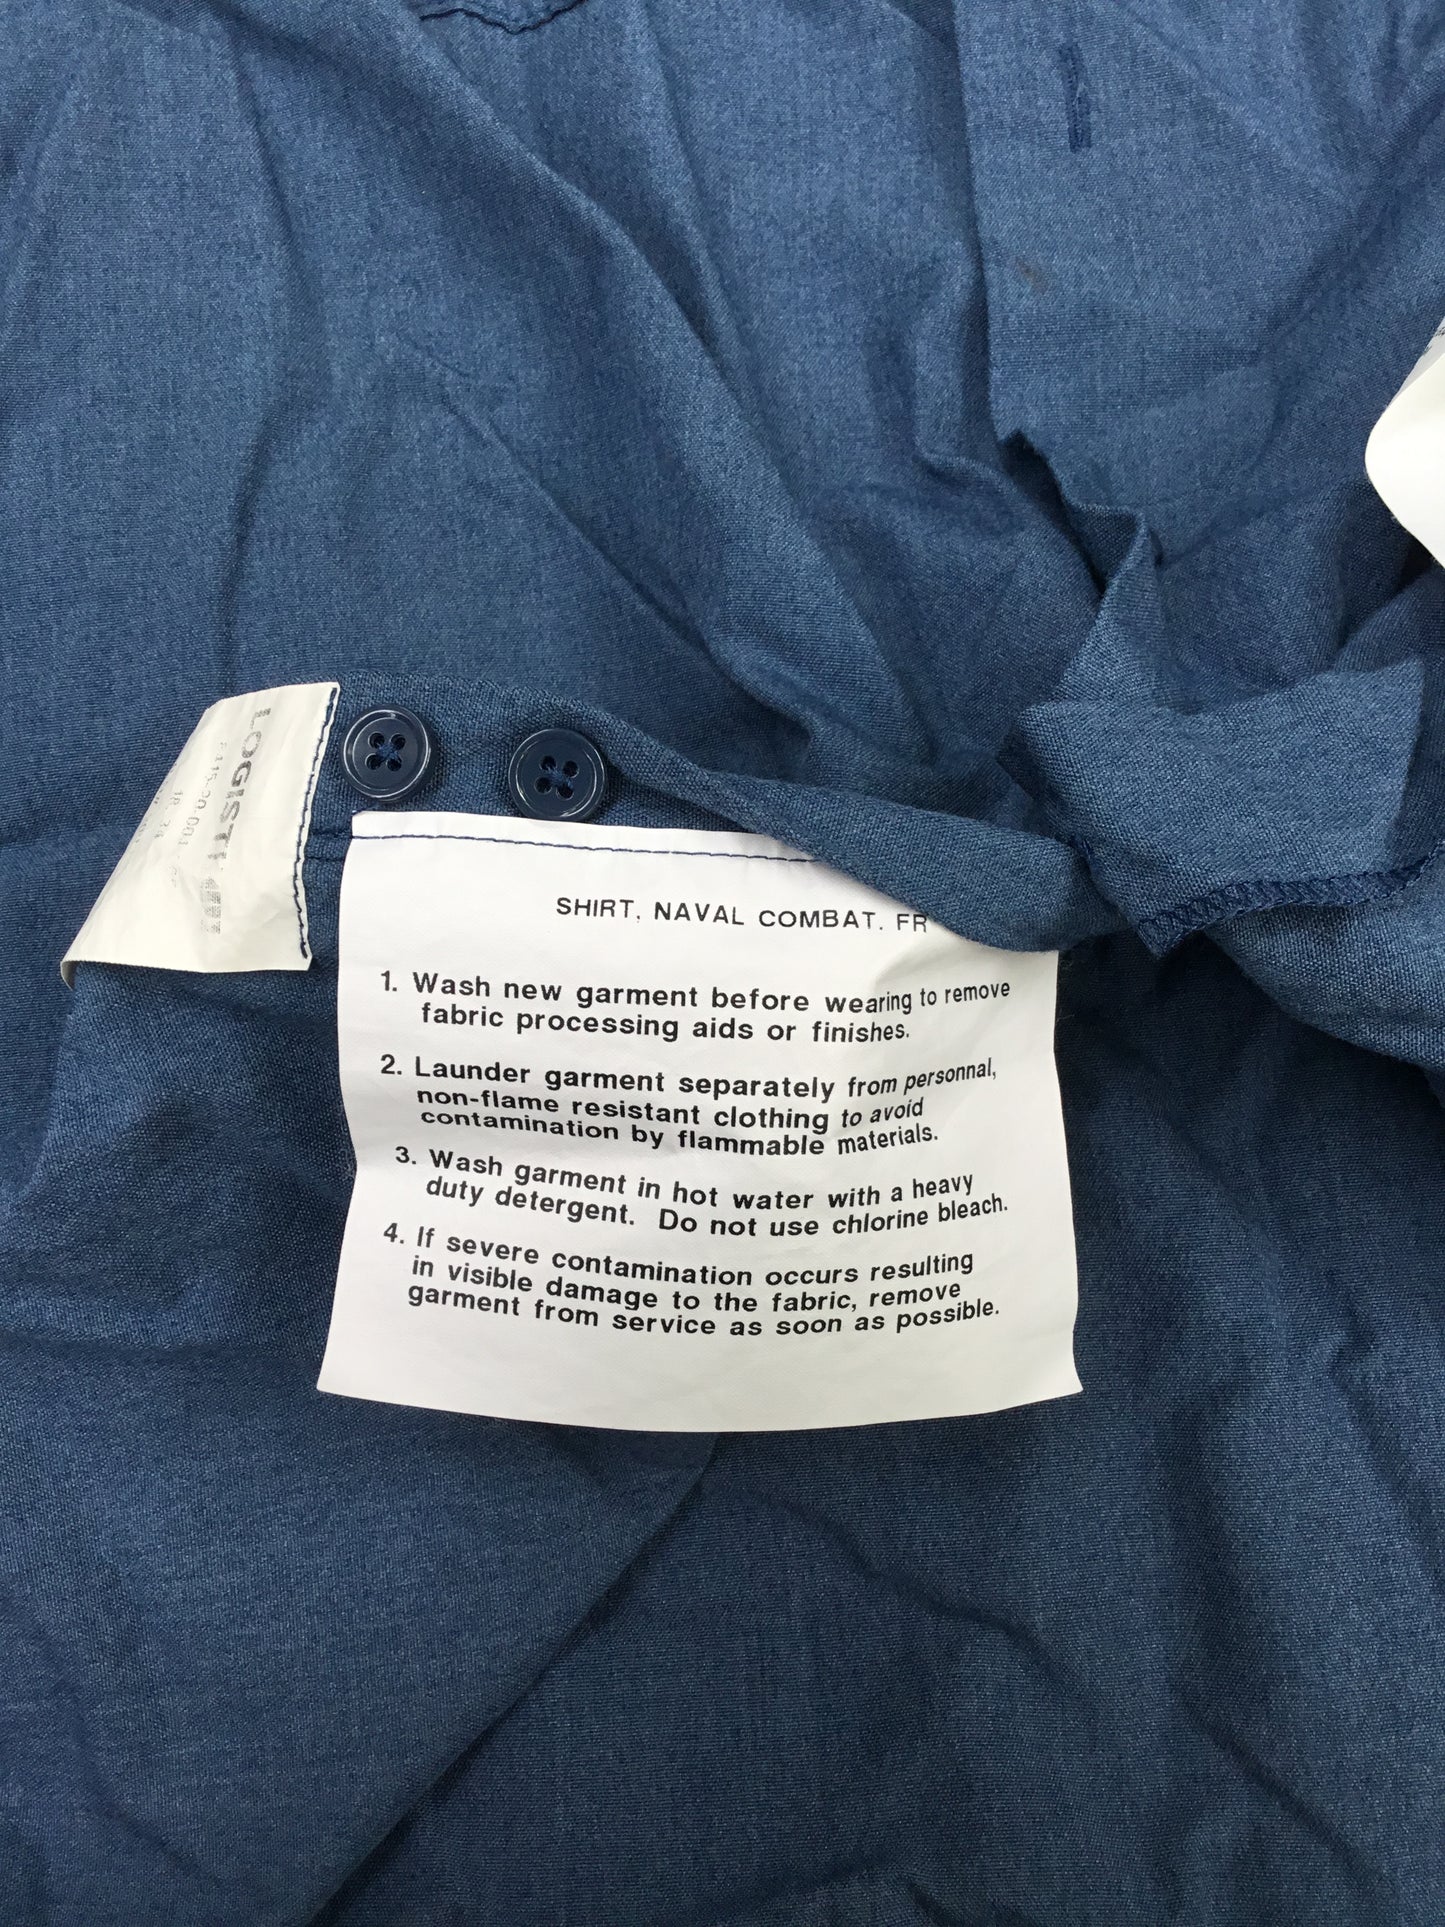 SHIRT, NAVAL COMBAT. FR
1. Wash new garment before wearing to remove
fabric processing aids or finishes.
2. Launder garment separately from personnal,
non-flame resistant clothing to avoid
contamination by flammable materials.
3. Wash garment in hot water with a heavy
duty detergent. Do not use chlorine bleach.
4. If severe contamination occurs resulting
in visible damage to the fabric, remove
garment from service as soon as possible.